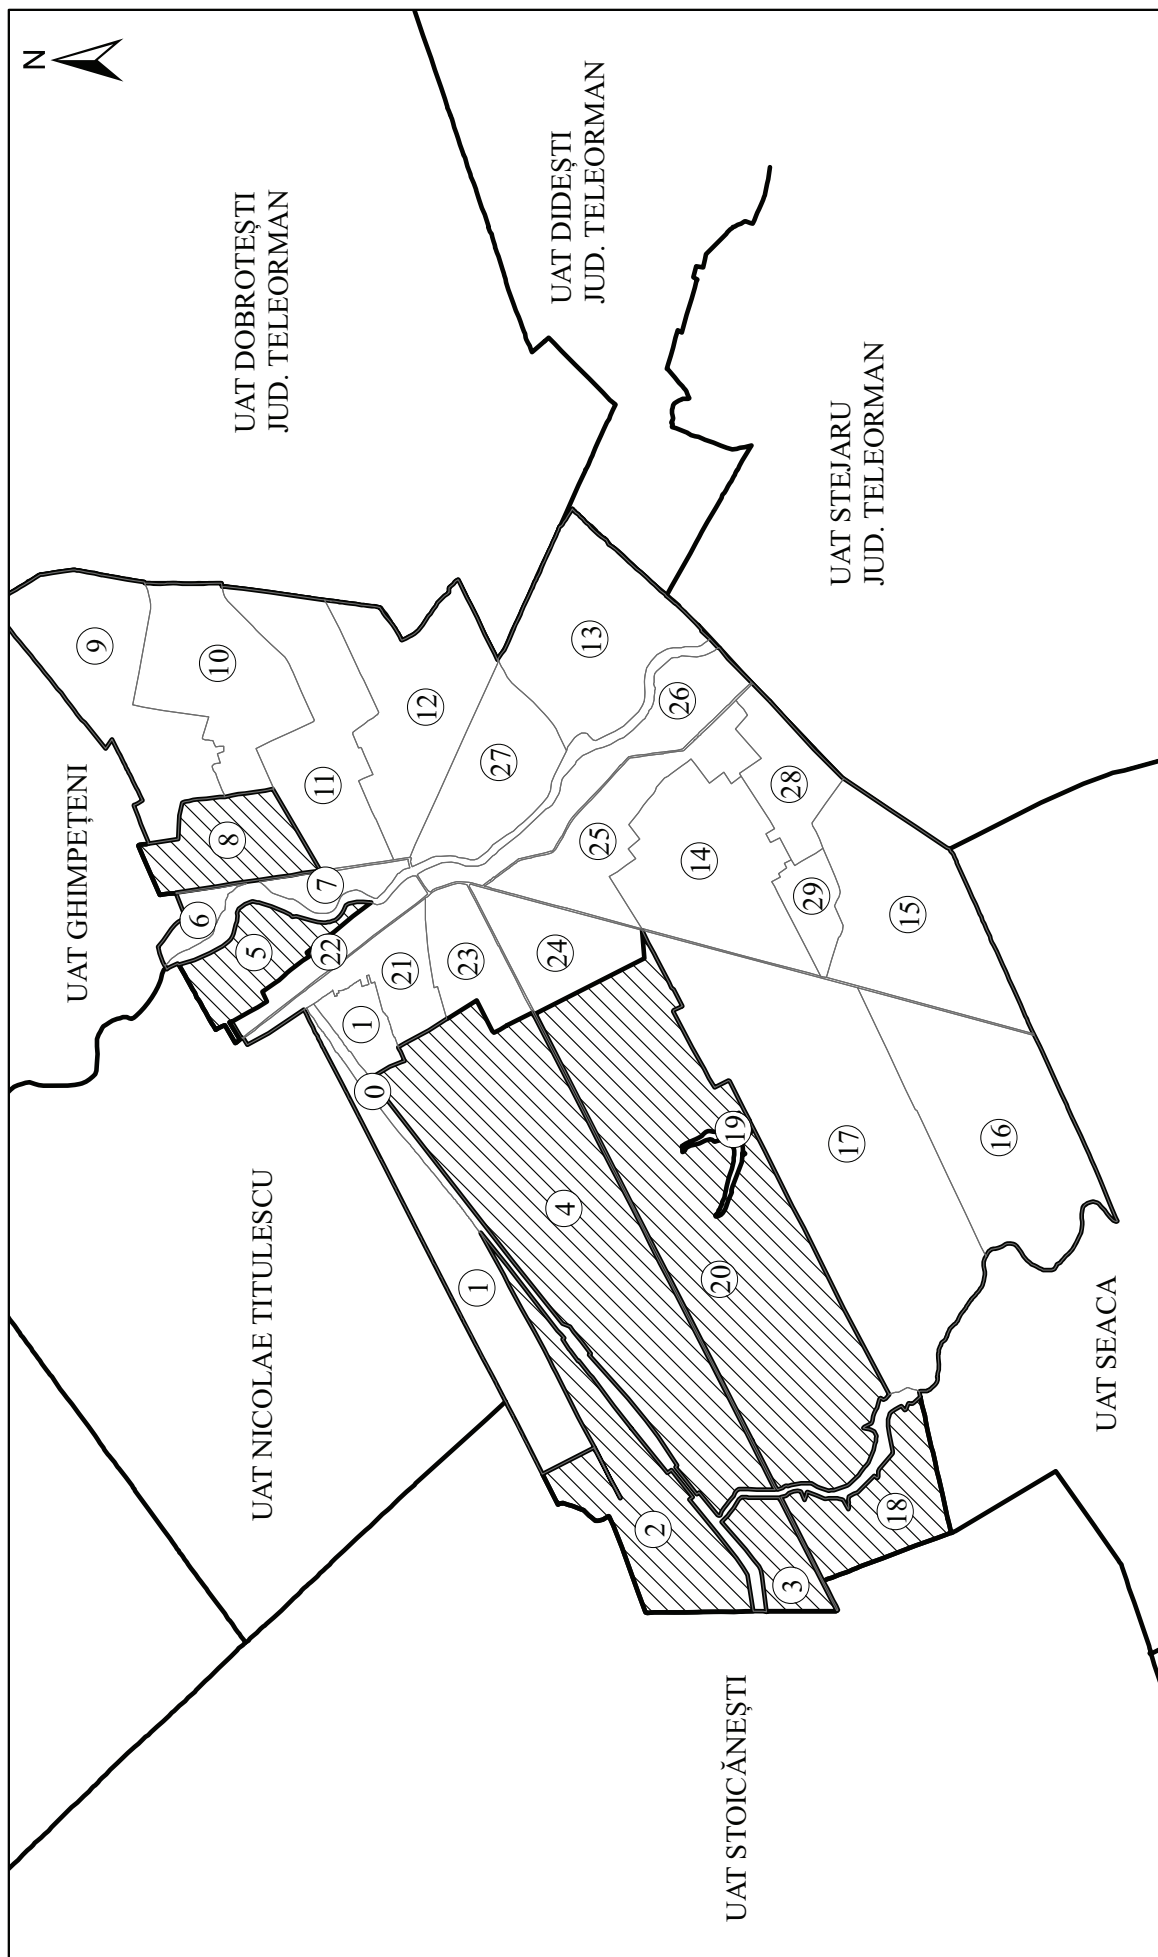 N
UAT DOBROTEȘTI
JUD. TELEORMAN
UAT DIDEȘTI
JUD. TELEORMAN
UAT STEJARU
JUD. TELEORMAN
UAT GHIMPEȚENI
UAT NICOLAE TITULESCU
UAT STOICĂNEȘTI
UAT SEACA
9
10
11
12
13
27
26
8
7
6
5
22
21
1
0
23
24
25
14
28
29
15
16
17
19
20
4
1
2
3
18